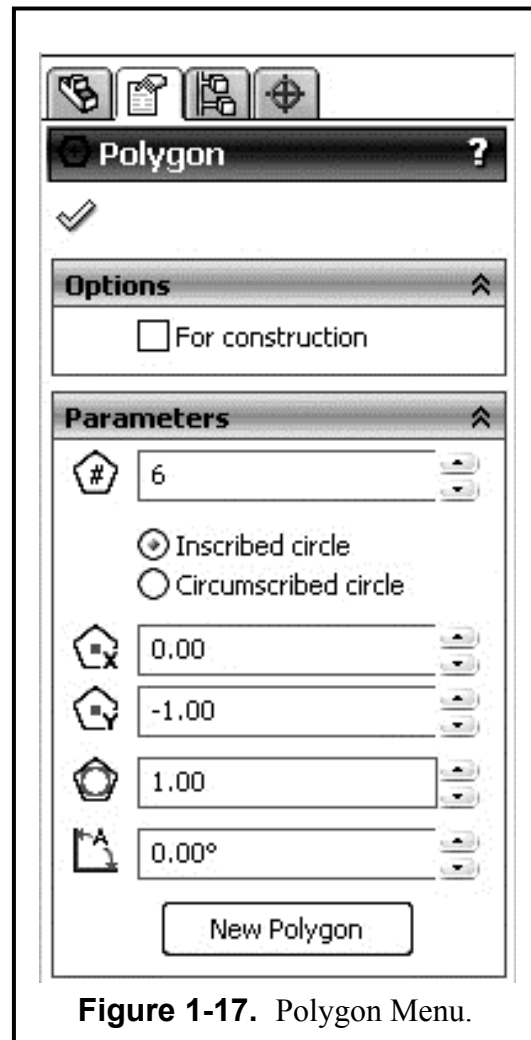 Polygon ?
Options
For construction
Parameters
# 6
Inscribed circle
Circumscribed circle
X 0.00
Y -1.00
1.00
A 0.00°
New Polygon
Figure 1-17. Polygon Menu.